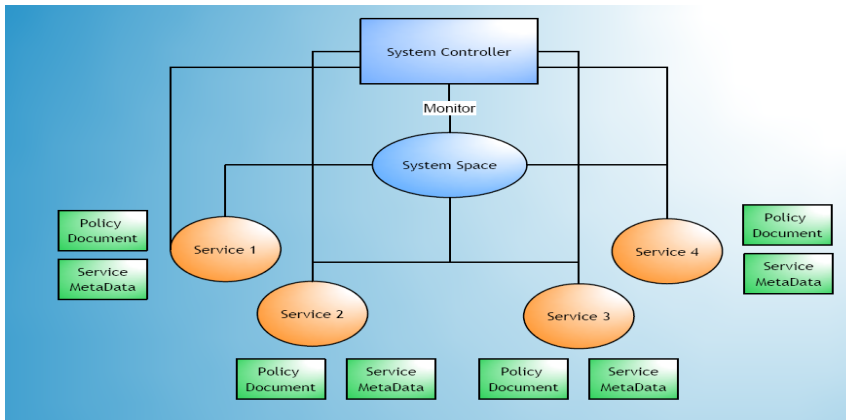 System Controller
Monitor
System Space
Policy
Document
Service
MetaData
Service 1
Service 2
Policy
Document
Service
MetaData
Service 3
Policy
Document
Service
MetaData
Service 4
Policy
Document
Service
MetaData